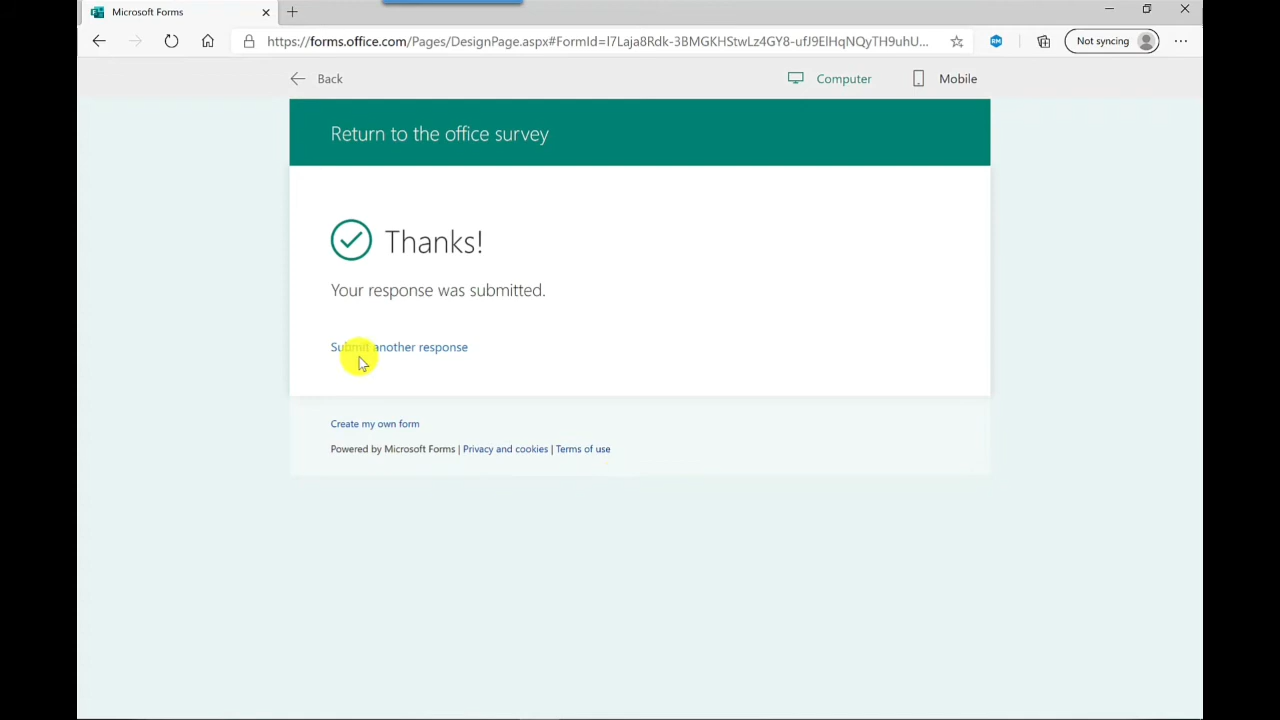 Microsoft Forms
https://forms.office.com/Pages/DesignPage.aspx#FormId=l7Laja8Rdk-3BMGKHStwLz4GY8-ufJ9ElHqNQyTH9uhU...
RM
Not syncing
Back
Computer
Mobile
Return to the office survey
Thanks!
Your response was submitted.
Submit another response
Create my own form
Powered by Microsoft Forms | Privacy and cookies | Terms of use